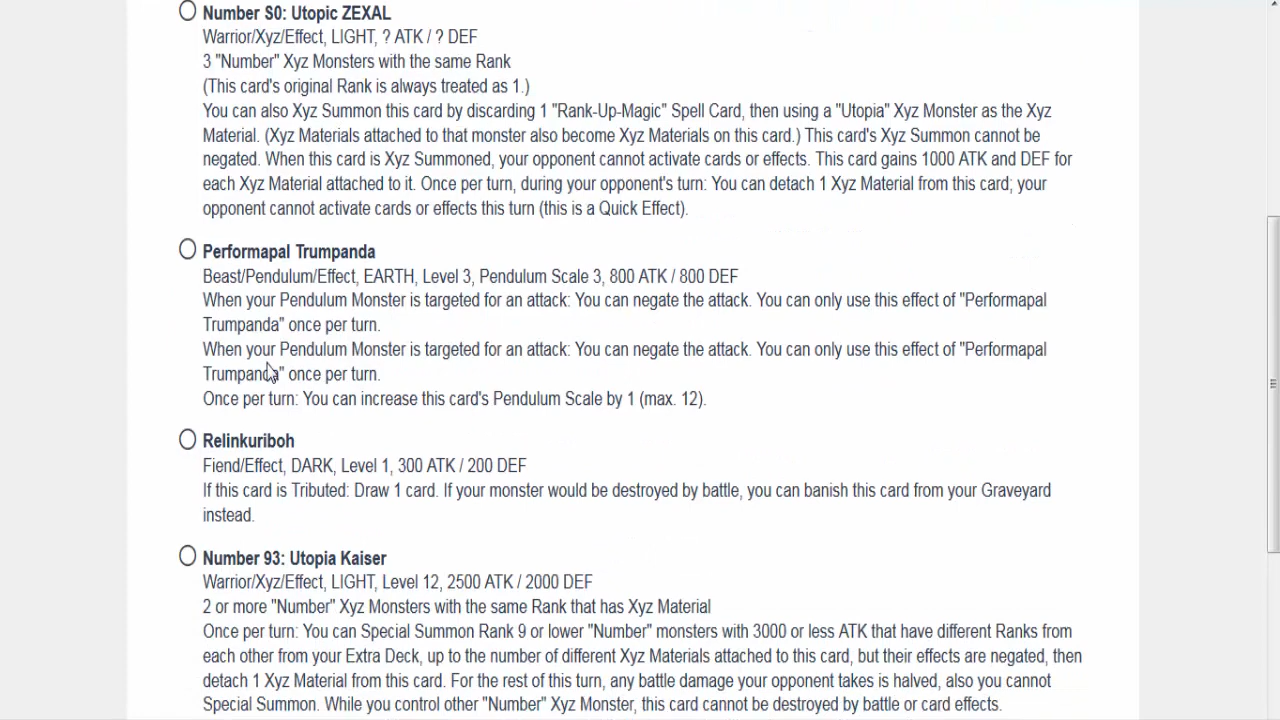 Number S0: Utopic ZEXAL
Warrior/Xyz/Effect, LIGHT, ? ATK / ? DEF
3 "Number" Xyz Monsters with the same Rank
(This card's original Rank is always treated as 1.)
You can also Xyz Summon this card by discarding 1 "Rank-Up-Magic" Spell Card, then using a "Utopia" Xyz Monster as the Xyz
Material. (Xyz Materials attached to that monster also become Xyz Materials on this card.) This card's Xyz Summon cannot be
negated. When this card is Xyz Summoned, your opponent cannot activate cards or effects. This card gains 1000 ATK and DEF for
each Xyz Material attached to it. Once per turn, during your opponent's turn: You can detach 1 Xyz Material from this card; your
opponent cannot activate cards or effects this turn (this is a Quick Effect).
Performapal Trumpanda
Beast/Pendulum/Effect, EARTH, Level 3, Pendulum Scale 3, 800 ATK / 800 DEF
When your Pendulum Monster is targeted for an attack: You can negate the attack. You can only use this effect of "Performapal
Trumpanda" once per turn.
When your Pendulum Monster is targeted for an attack: You can negate the attack. You can only use this effect of "Performapal
Trumpanda" once per turn.
Once per turn: You can increase this card's Pendulum Scale by 1 (max. 12).
Relinkuriboh
Fiend/Effect, DARK, Level 1, 300 ATK / 200 DEF
If this card is Tributed: Draw 1 card. If your monster would be destroyed by battle, you can banish this card from your Graveyard
instead.
Number 93: Utopia Kaiser
Warrior/Xyz/Effect, LIGHT, Level 12, 2500 ATK / 2000 DEF
2 or more "Number" Xyz Monsters with the same Rank that has Xyz Material
Once per turn: You can Special Summon Rank 9 or lower "Number" monsters with 3000 or less ATK that have different Ranks from
each other from your Extra Deck, up to the number of different Xyz Materials attached to this card, but their effects are negated, then
detach 1 Xyz Material from this card. For the rest of this turn, any battle damage your opponent takes is halved, also you cannot
Special Summon. While you control other "Number" Xyz Monster, this card cannot be destroyed by battle or card effects.